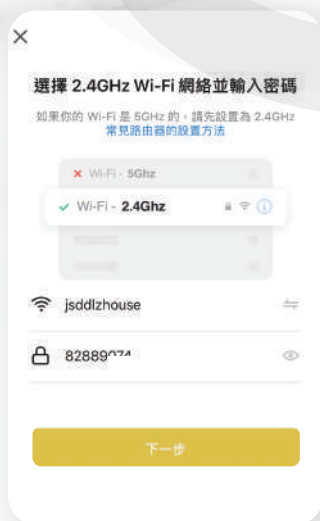 選擇 2.4GHz Wi-Fi 網絡並輸入密碼
如果你的 Wi-Fi 是 5GHz 的，請先設置為 2.4GHz
常見路由器的設置方法
Wi-Fi - 5Ghz
Wi-Fi - 2.4Ghz
jsddlzhouse
下一步